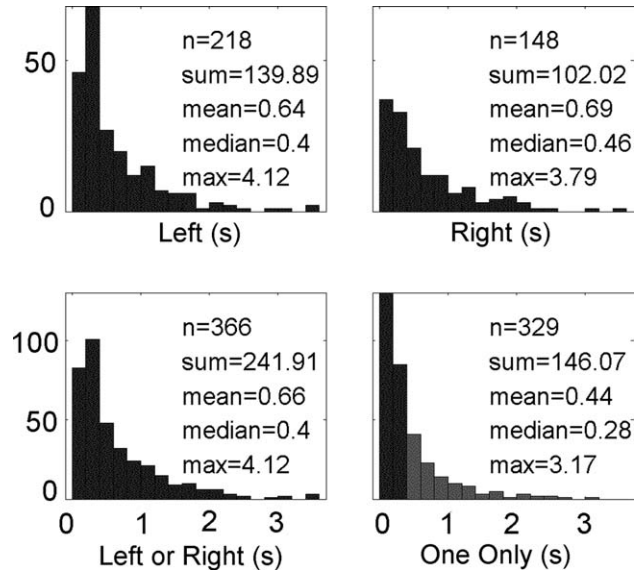 50
0
n=218
sum=139.89
mean=0.64
median=0.4
max=4.12
Left (s)
n=148
sum=102.02
mean=0.69
median=0.46
max=3.79
Right (s)
100
50
0
n=366
sum=241.91
mean=0.66
median=0.4
max=4.12
0 1 2 3
Left or Right (s)
n=329
sum=146.07
mean=0.44
median=0.28
max=3.17
0 1 2 3
One Only (s)